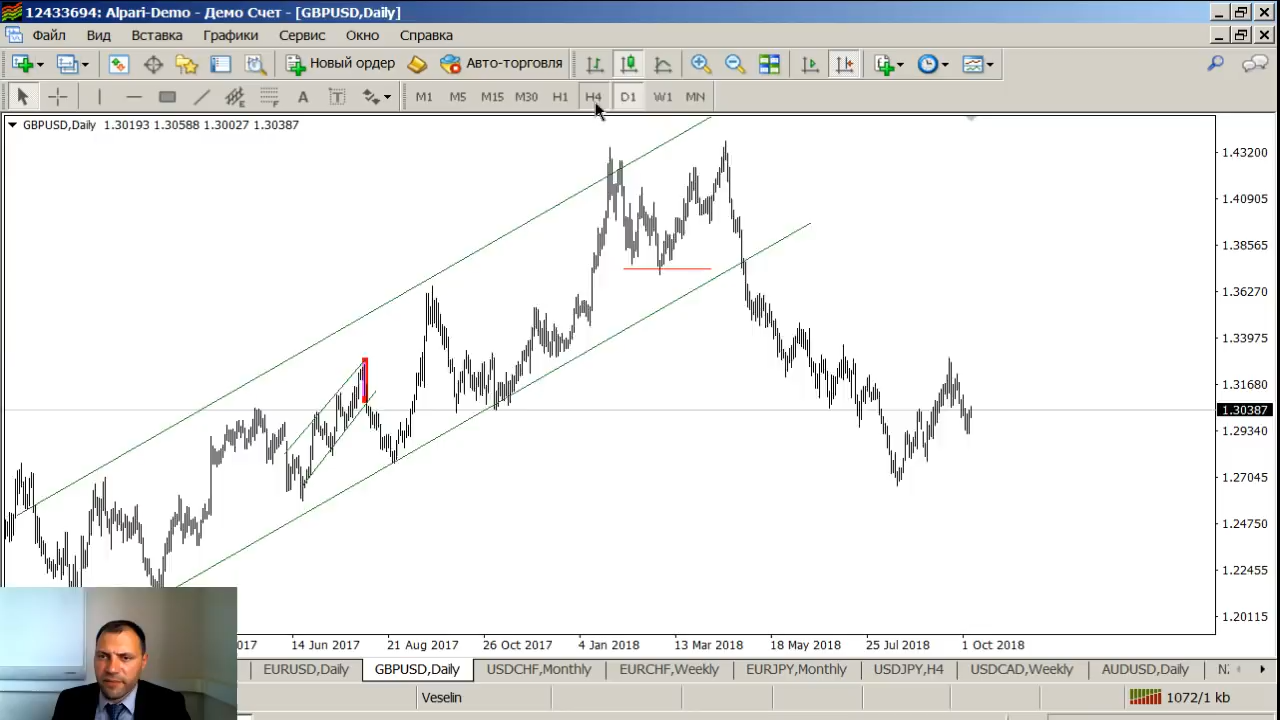 12433694: Alpari-Demo - Демо Счет - [GBPUSD,Daily]
Файл Вид Вставка Графики Сервис Окно Справка
Новый ордер Авто-торговля
A T M1 M5 M15 M30 H1 H4 D1 W1 MN
GBPUSD,Daily 1.30193 1.30588 1.30027 1.30387
1.43200
1.40905
1.38565
1.36270
1.33975
1.31680
1.30387
1.29340
1.27045
1.24750
1.22455
1.20115
2017 14 Jun 2017 21 Aug 2017 26 Oct 2017 4 Jan 2018 13 Mar 2018 18 May 2018 25 Jul 2018 1 Oct 2018
EURUSD,Daily GBPUSD,Daily USDCHF,Monthly EURCHF,Weekly EURJPY,Monthly USDJPY,H4 USDCAD,Weekly AUDUSD,Daily
Veselin 1072/1 kb